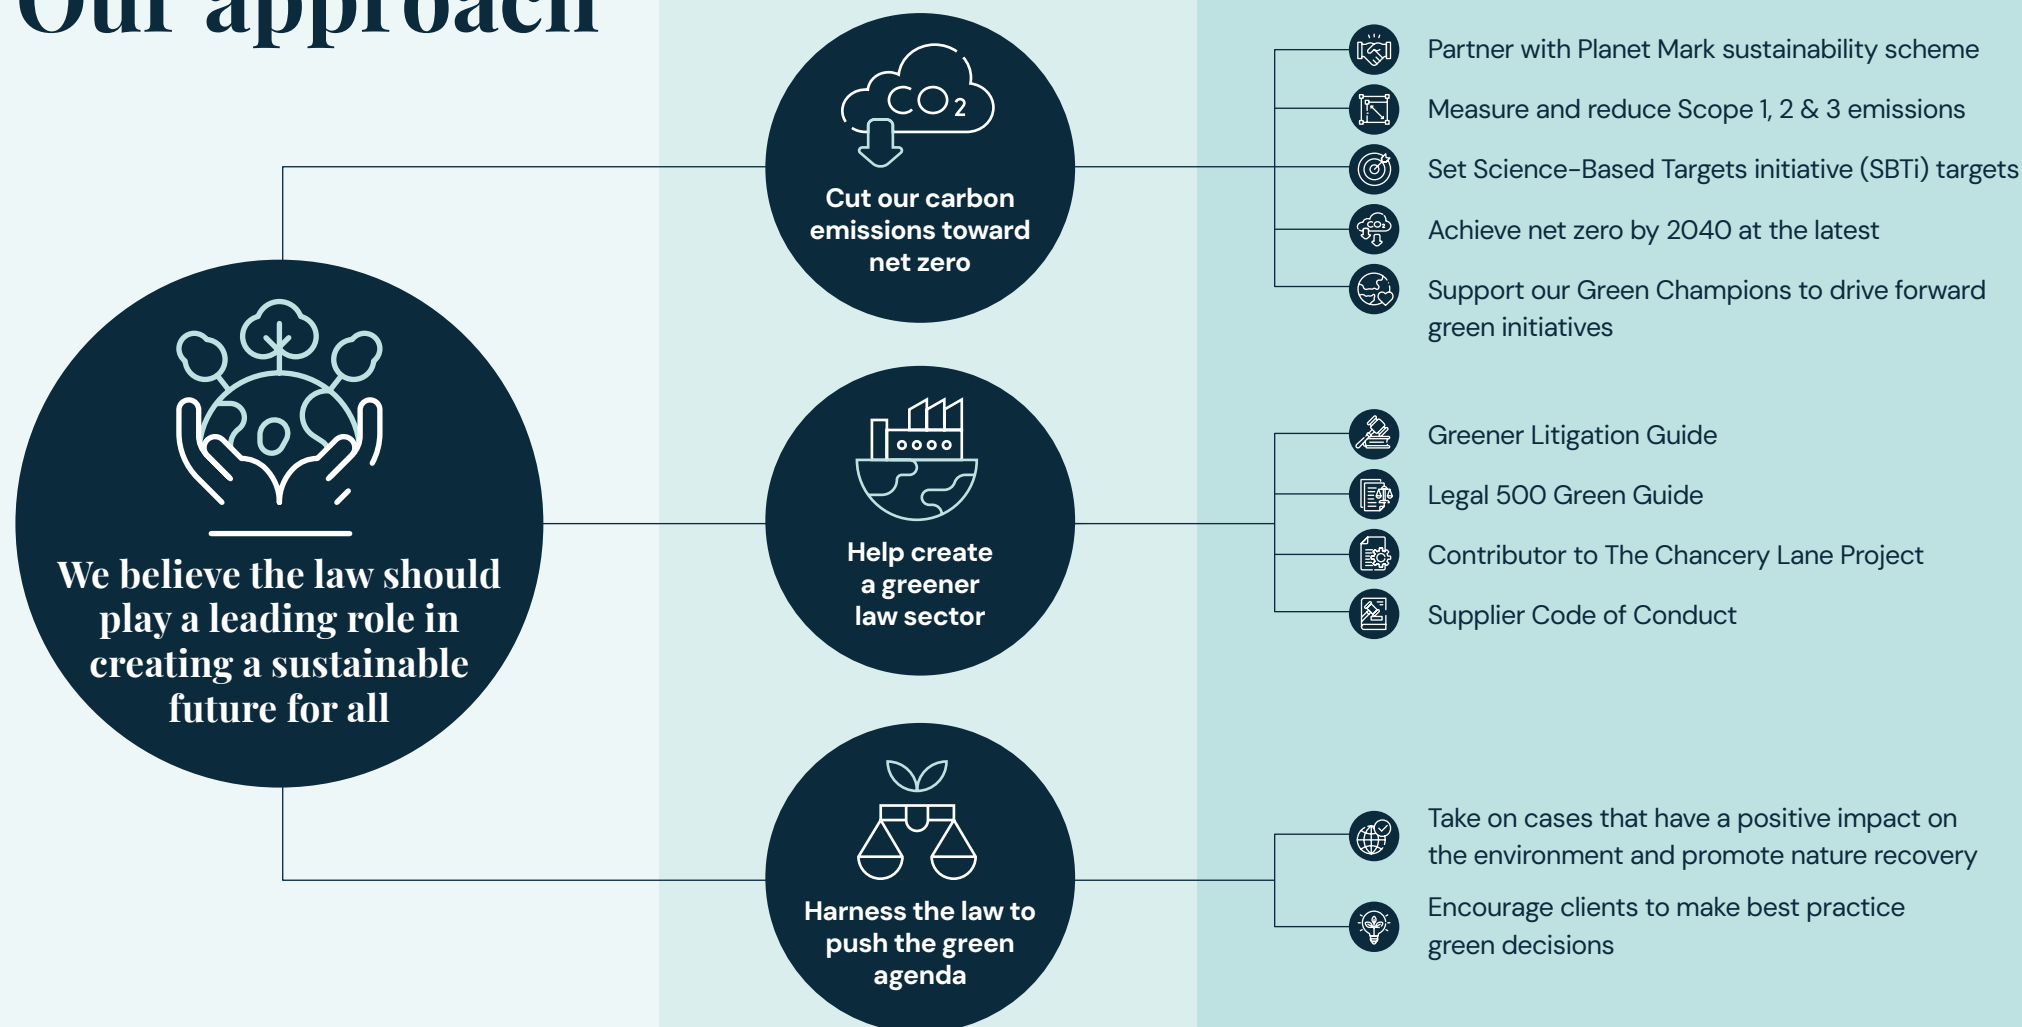 Our approach
We believe the law should
play a leading role in
creating a sustainable
future for all
CO2
Cut our carbon
emissions toward
net zero
Partner with Planet Mark sustainability scheme
Measure and reduce Scope 1, 2 & 3 emissions
Set Science-Based Targets initiative (SBTi) targets
CO2
Achieve net zero by 2040 at the latest
Support our Green Champions to drive forward
green initiatives
Help create
a greener
law sector
Greener Litigation Guide
Legal 500 Green Guide
Contributor to The Chancery Lane Project
Supplier Code of Conduct
Harness the law to
push the green
agenda
Take on cases that have a positive impact on
the environment and promote nature recovery
Encourage clients to make best practice
green decisions